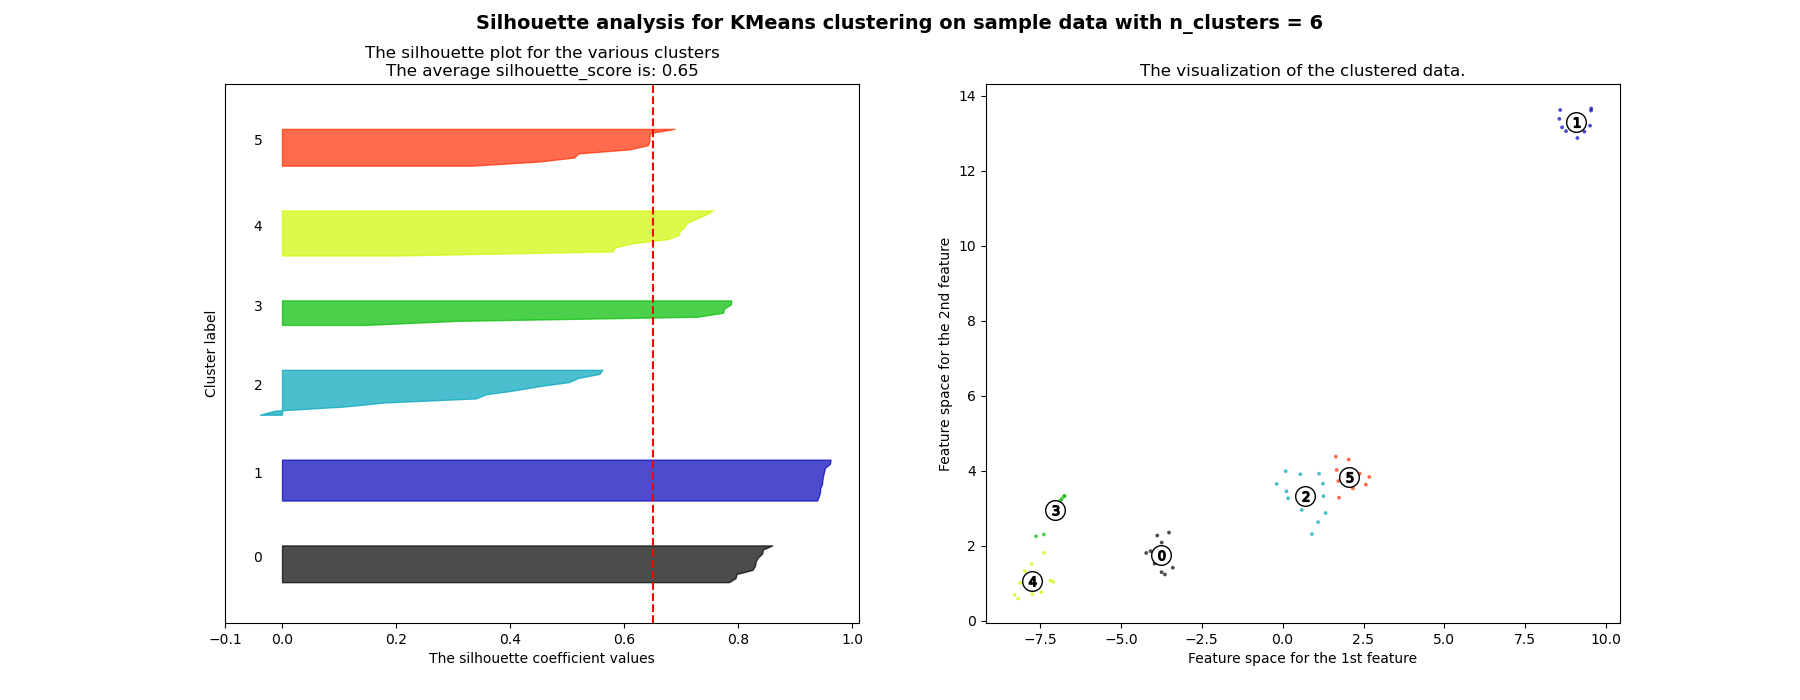 Silhouette analysis for KMeans clustering on sample data with n_clusters = 6
The silhouette plot for the various clusters
The average silhouette_score is: 0.65
Cluster label
5
4
3
2
1
0
−0.1 0.0 0.2 0.4 0.6 0.8 1.0
The silhouette coefficient values
The visualization of the clustered data.
Feature space for the 2nd feature
14
12
10
8
6
4
2
0
1
5
2
3
0
4
−7.5 −5.0 −2.5 0.0 2.5 5.0 7.5 10.0
Feature space for the 1st feature